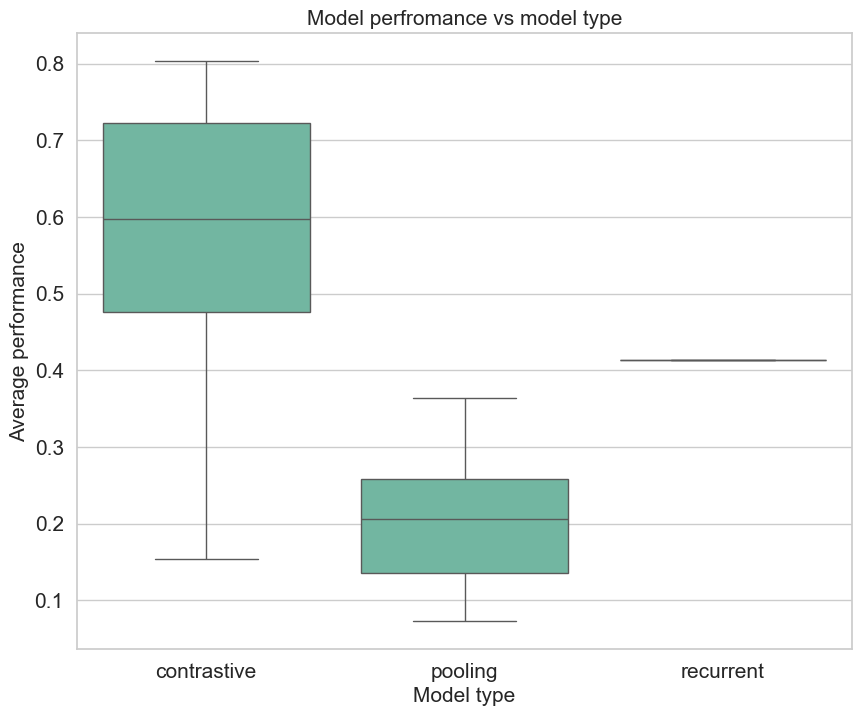 Model perfromance vs model type
Average performance
0.8
0.7
0.6
0.5
0.4
0.3
0.2
0.1
contrastive
pooling
recurrent
Model type